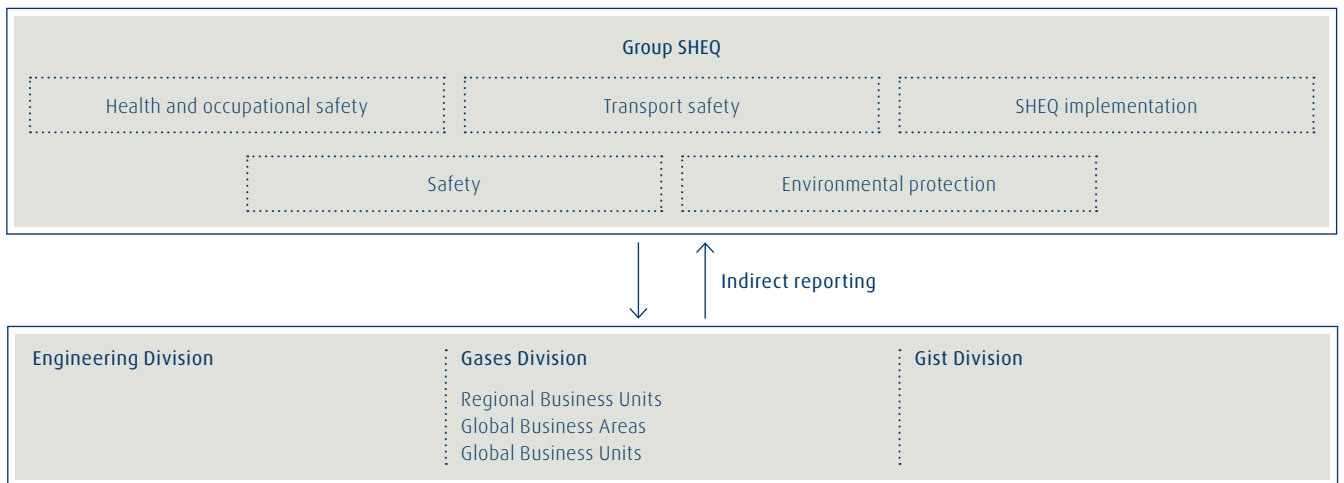 Group SHEQ
Health and occupational safety
Transport safety
SHEQ implementation
Safety
Environmental protection
Indirect reporting
Engineering Division
Gases Division
Regional Business Units
Global Business Areas
Global Business Units
Gist Division